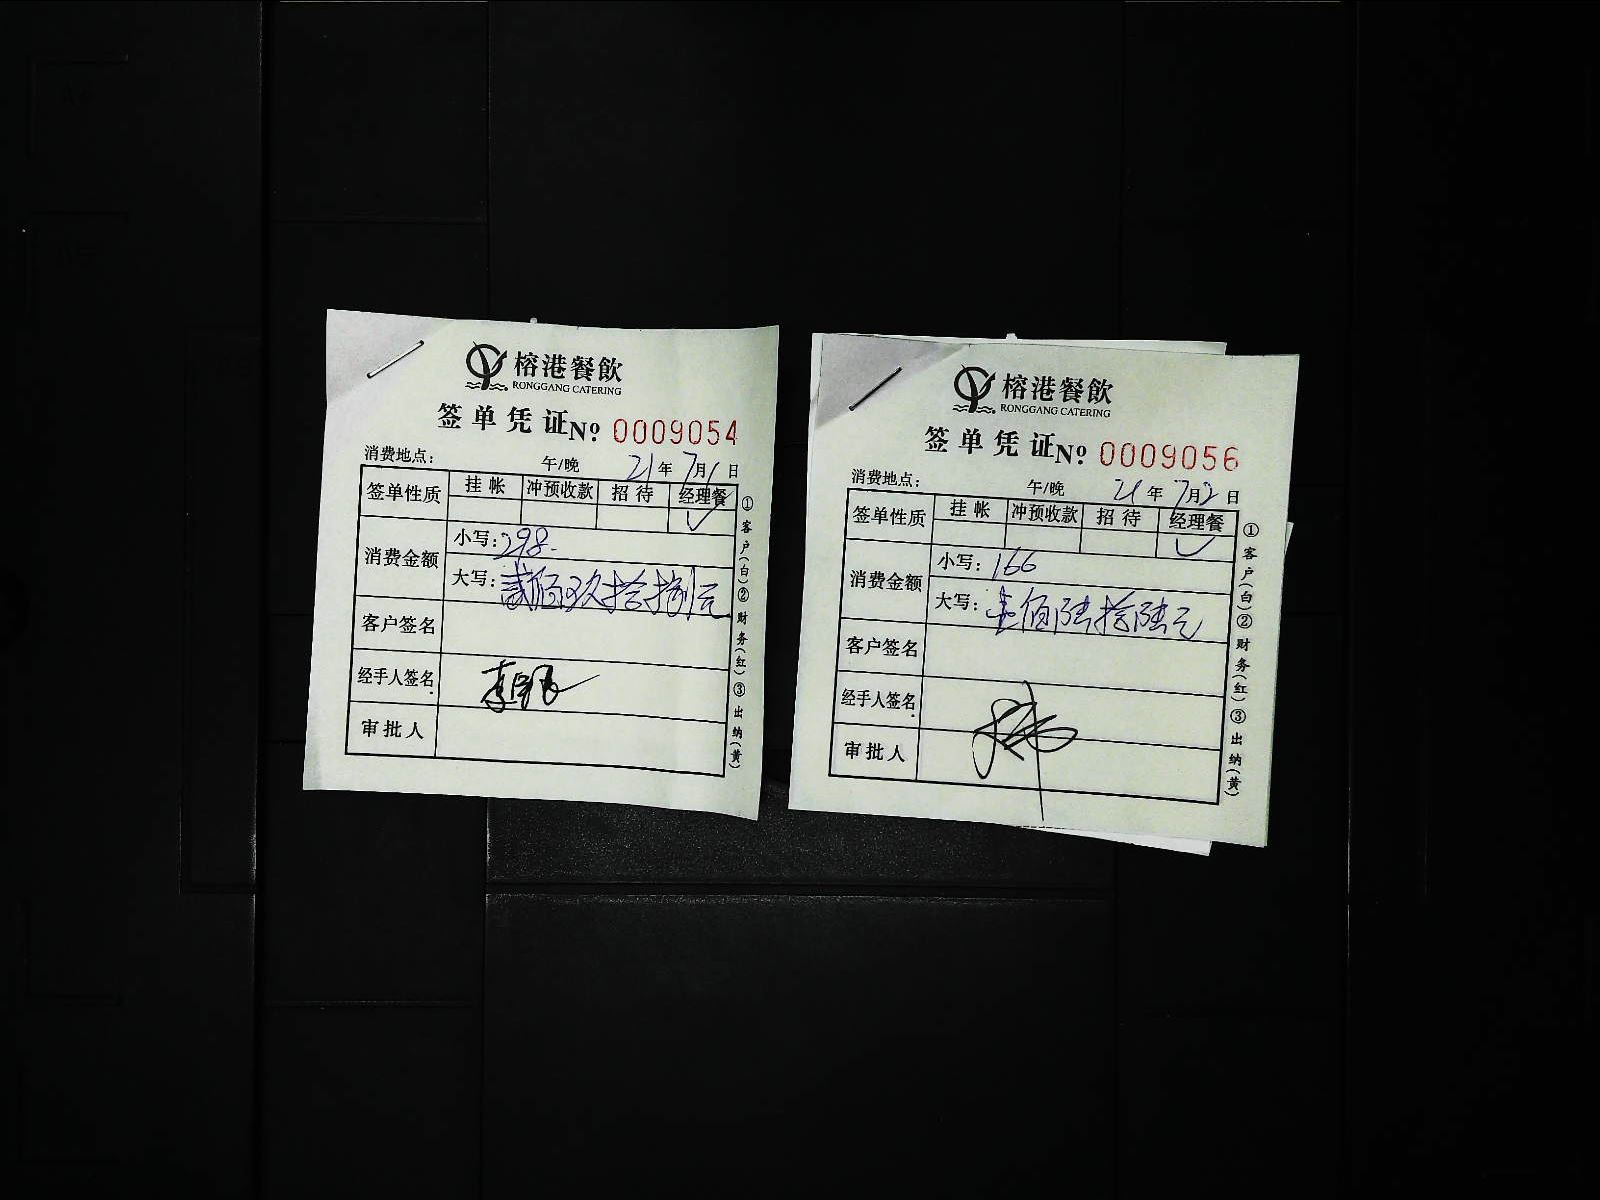 榕港餐飲
RONGGANG CATERING
签单凭证 Nº 0009054
消费地点： 午/晚 21年7月1日
签单性质 挂帐 冲预收款 招待 经理餐
✓
消费金额 小写：298.
大写：贰佰玖拾捌元
客户签名
经手人签名
审批人
①客户(白)②财务(红)③出纳(黄)
榕港餐飲
RONGGANG CATERING
签单凭证 Nº 0009056
消费地点： 午/晚 21年7月2日
签单性质 挂帐 冲预收款 招待 经理餐
✓
消费金额 小写：166
大写：壹佰陆拾陆元
客户签名
经手人签名
审批人
①客户(白)②财务(红)③出纳(黄)